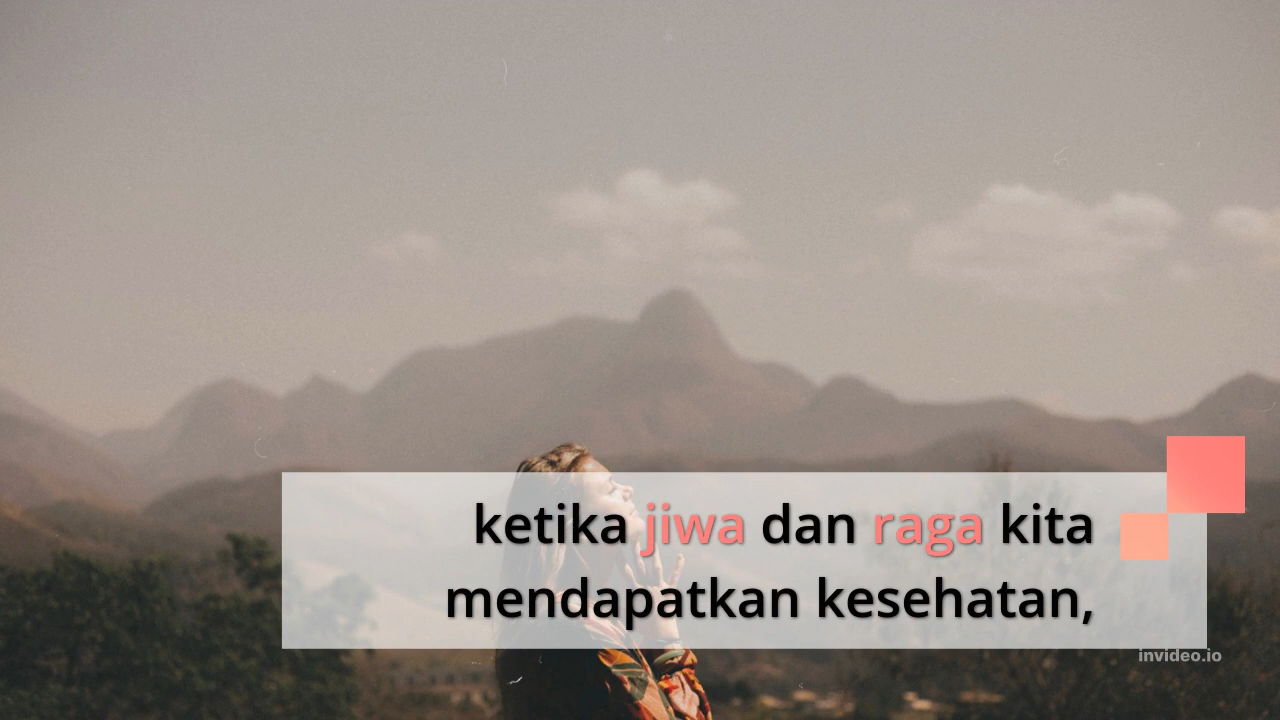 ketika jiwa dan raga kita
mendapatkan kesehatan,
invideo.io